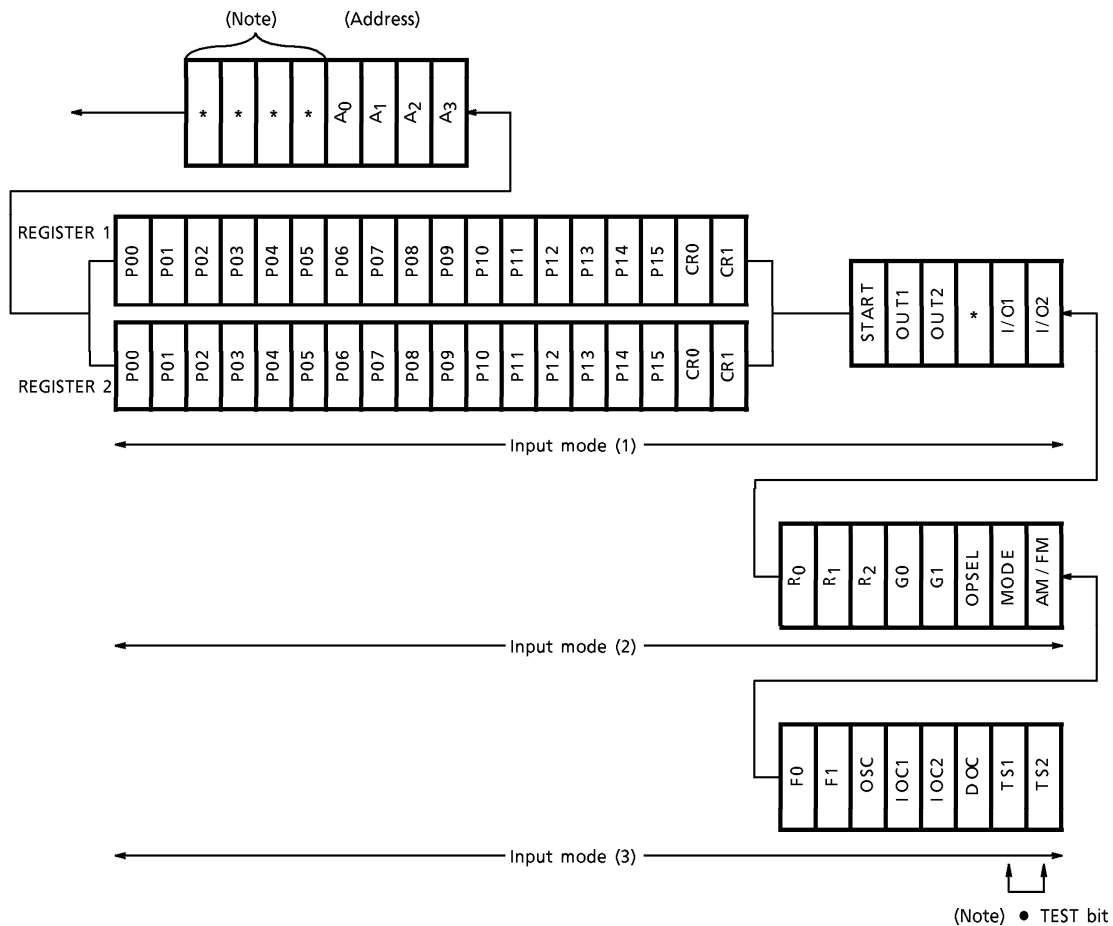 (Note) (Address)
* * * * A0 A1 A2 A3
REGISTER 1
P00 P01 P02 P03 P04 P05 P06 P07 P08 P09 P10 P11 P12 P13 P14 P15 CR0 CR1
START OUT1 OUT2 * I/O1 I/O2
REGISTER 2
P00 P01 P02 P03 P04 P05 P06 P07 P08 P09 P10 P11 P12 P13 P14 P15 CR0 CR1
Input mode (1)
R0 R1 R2 G0 G1 OPSEL MODE AM/FM
Input mode (2)
F0 F1 OSC IOC1 IOC2 DOC TS1 TS2
Input mode (3)
(Note) ● TEST bit